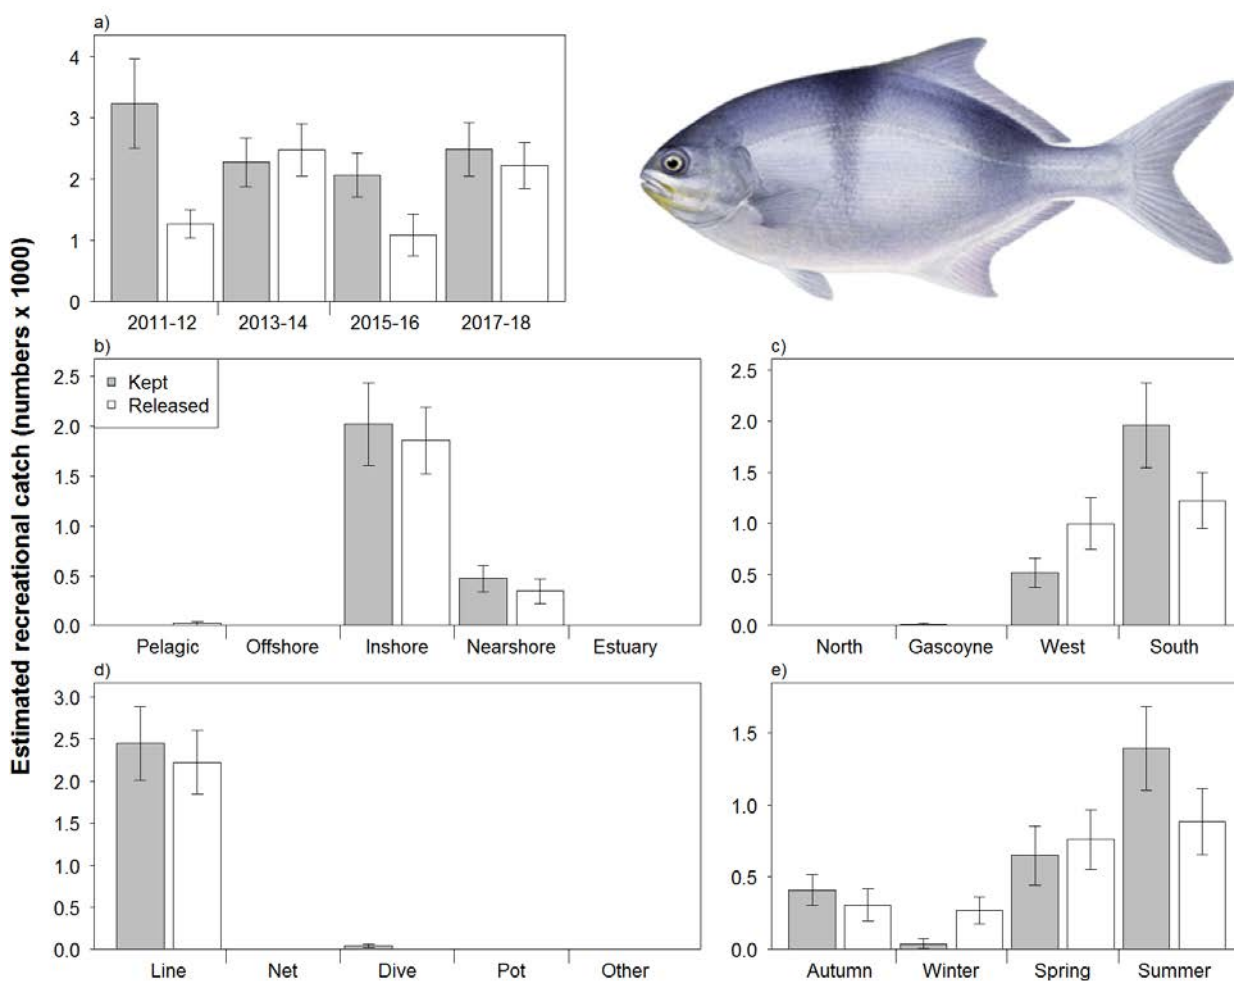 a)
4
3
2
1
0
2011-12 2013-14 2015-16 2017-18
Estimated recreational catch (numbers x 1000)
b)
Kept
Released
2.5
2.0
1.5
1.0
0.5
0.0
Pelagic Offshore Inshore Nearshore Estuary
c)
2.5
2.0
1.5
1.0
0.5
0.0
North Gascoyne West South
d)
3.0
2.5
2.0
1.5
1.0
0.5
0.0
Line Net Dive Pot Other
e)
1.5
1.0
0.5
0.0
Autumn Winter Spring Summer